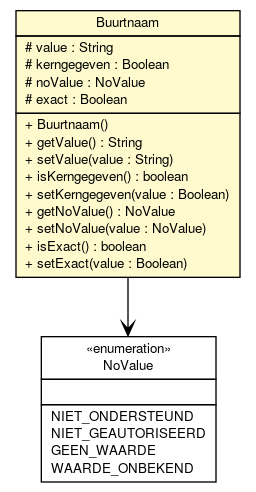 Buurtnaam
# value : String
# kerngegeven : Boolean
# noValue : NoValue
# exact : Boolean
+ Buurtnaam()
+ getValue() : String
+ setValue(value : String)
+ isKerngegeven() : boolean
+ setKerngegeven(value : Boolean)
+ getNoValue() : NoValue
+ setNoValue(value : NoValue)
+ isExact() : boolean
+ setExact(value : Boolean)
«enumeration»
NoValue
NIET_ONDERSTEUND
NIET_GEAUTORISEERD
GEEN_WAARDE
WAARDE_ONBEKEND